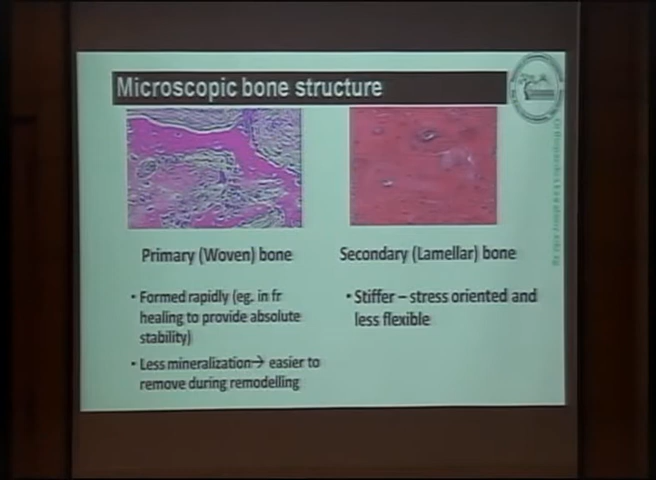 Microscopic bone structure
Primary (Woven) bone
• Formed rapidly (eg. in fr
healing to provide absolute
stability)
• Less mineralization→ easier to
remove during remodelling
Secondary (Lamellar) bone
• Stiffer – stress oriented and
less flexible